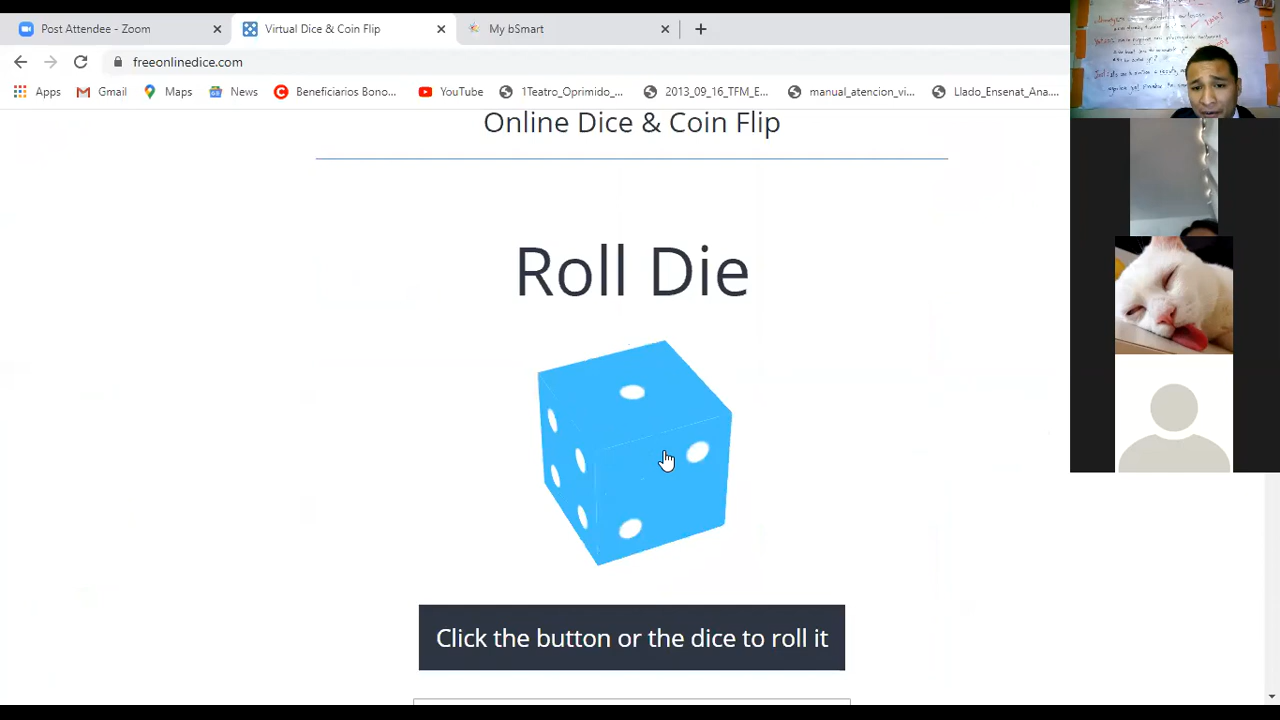 Post Attendee - Zoom
Virtual Dice & Coin Flip
My bSmart
freeonlinedice.com
Apps
Gmail
Maps
News
Beneficiarios Bono...
YouTube
1Teatro_Oprimido_...
2013_09_16_TFM_E...
manual_atencion_vi...
Llado_Ensenat_Ana...
Online Dice & Coin Flip
Roll Die
Click the button or the dice to roll it